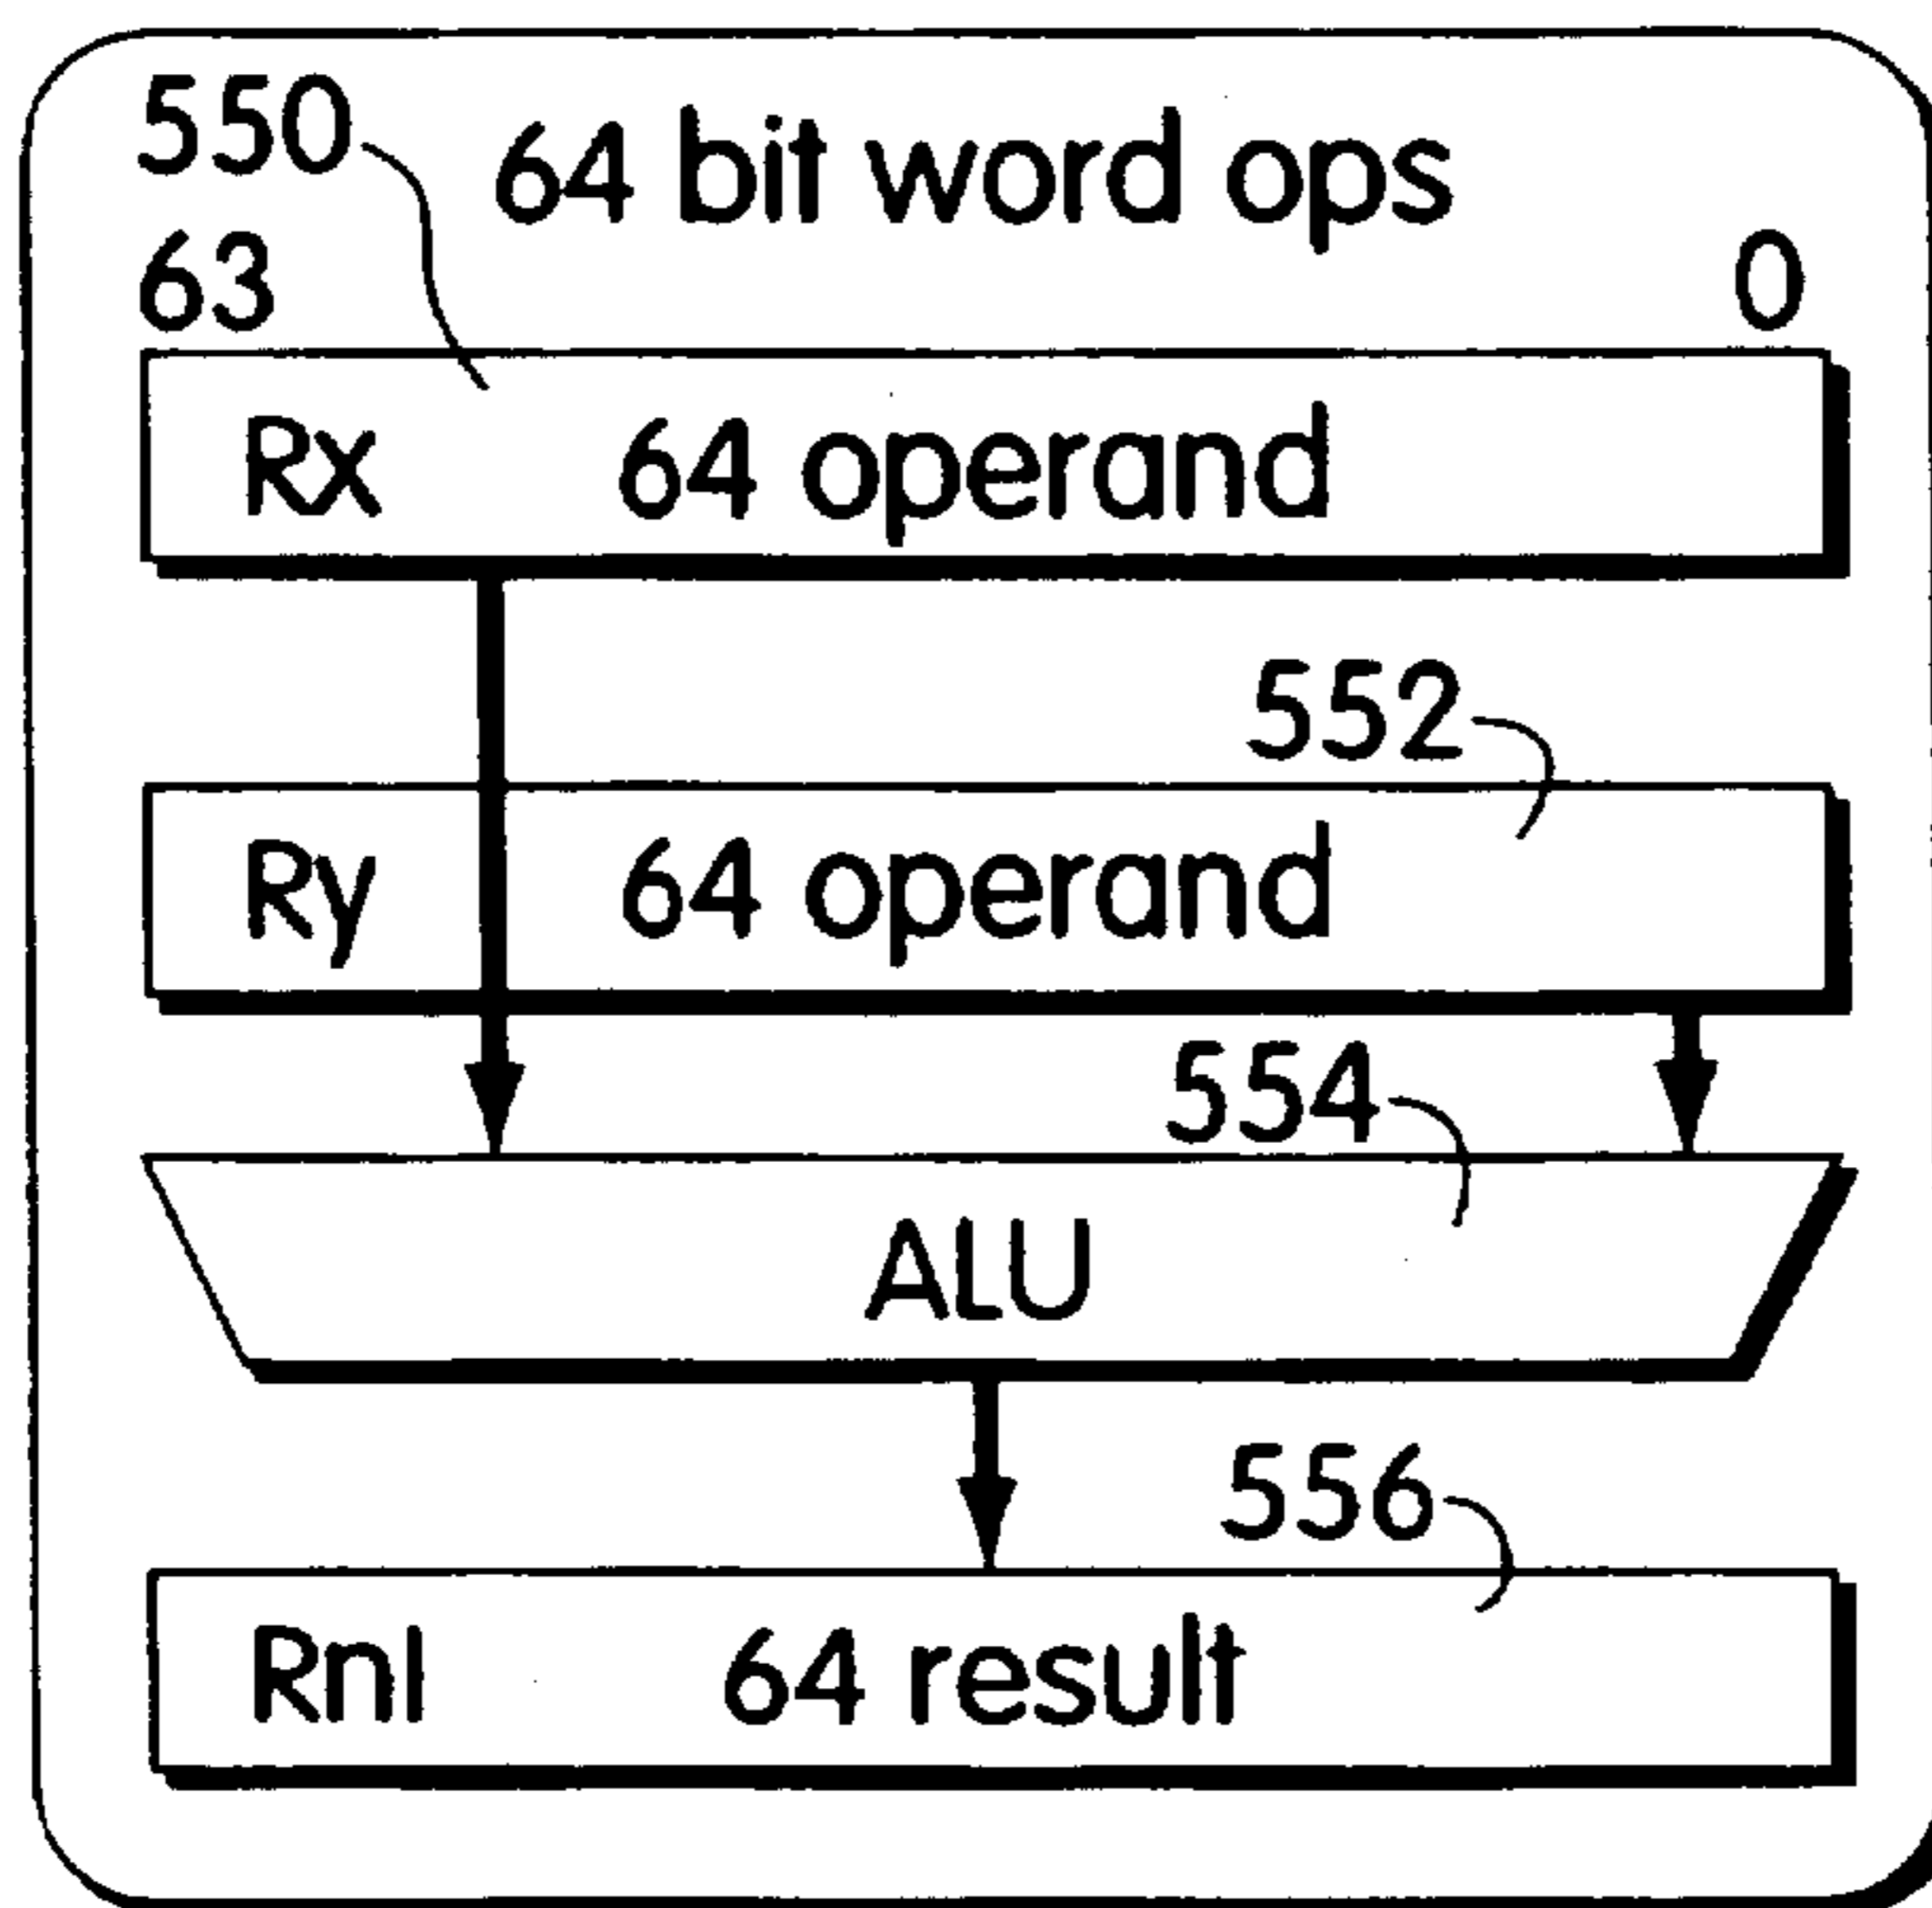 550
64 bit word ops
63 0
Rx 64 operand
552
Ry 64 operand
554
ALU
556
Rnl 64 result